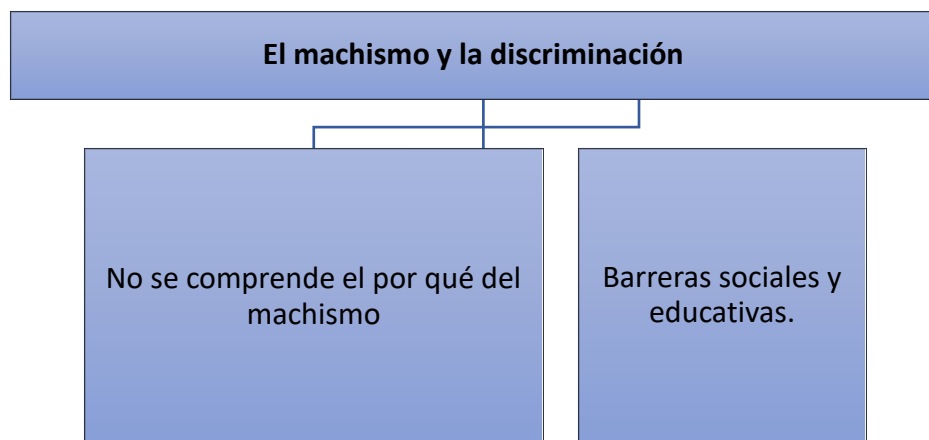 El machismo y la discriminación
No se comprende el por qué del
machismo
Barreras sociales y
educativas.